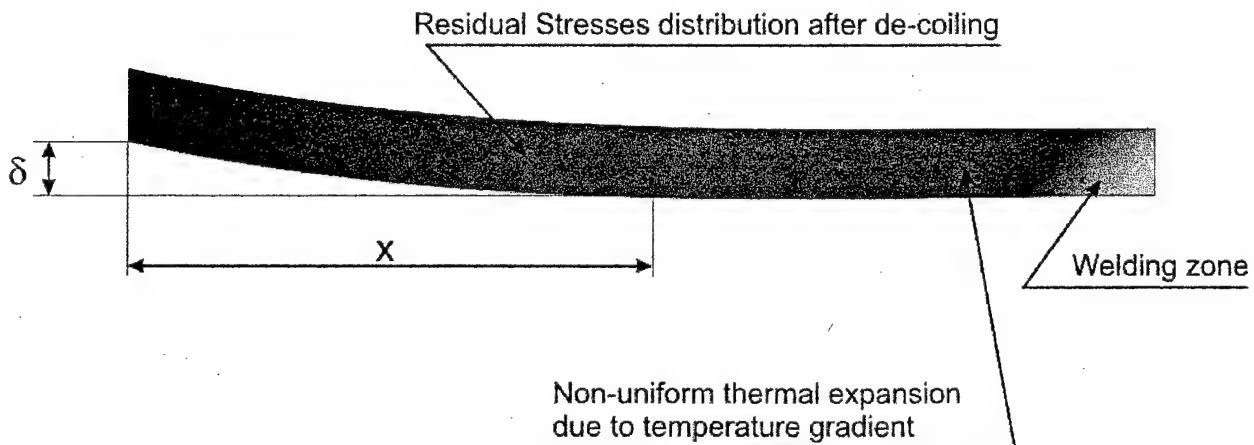 Residual Stresses distribution after de-coiling
δ
x
Welding zone
Non-uniform thermal expansion
due to temperature gradient